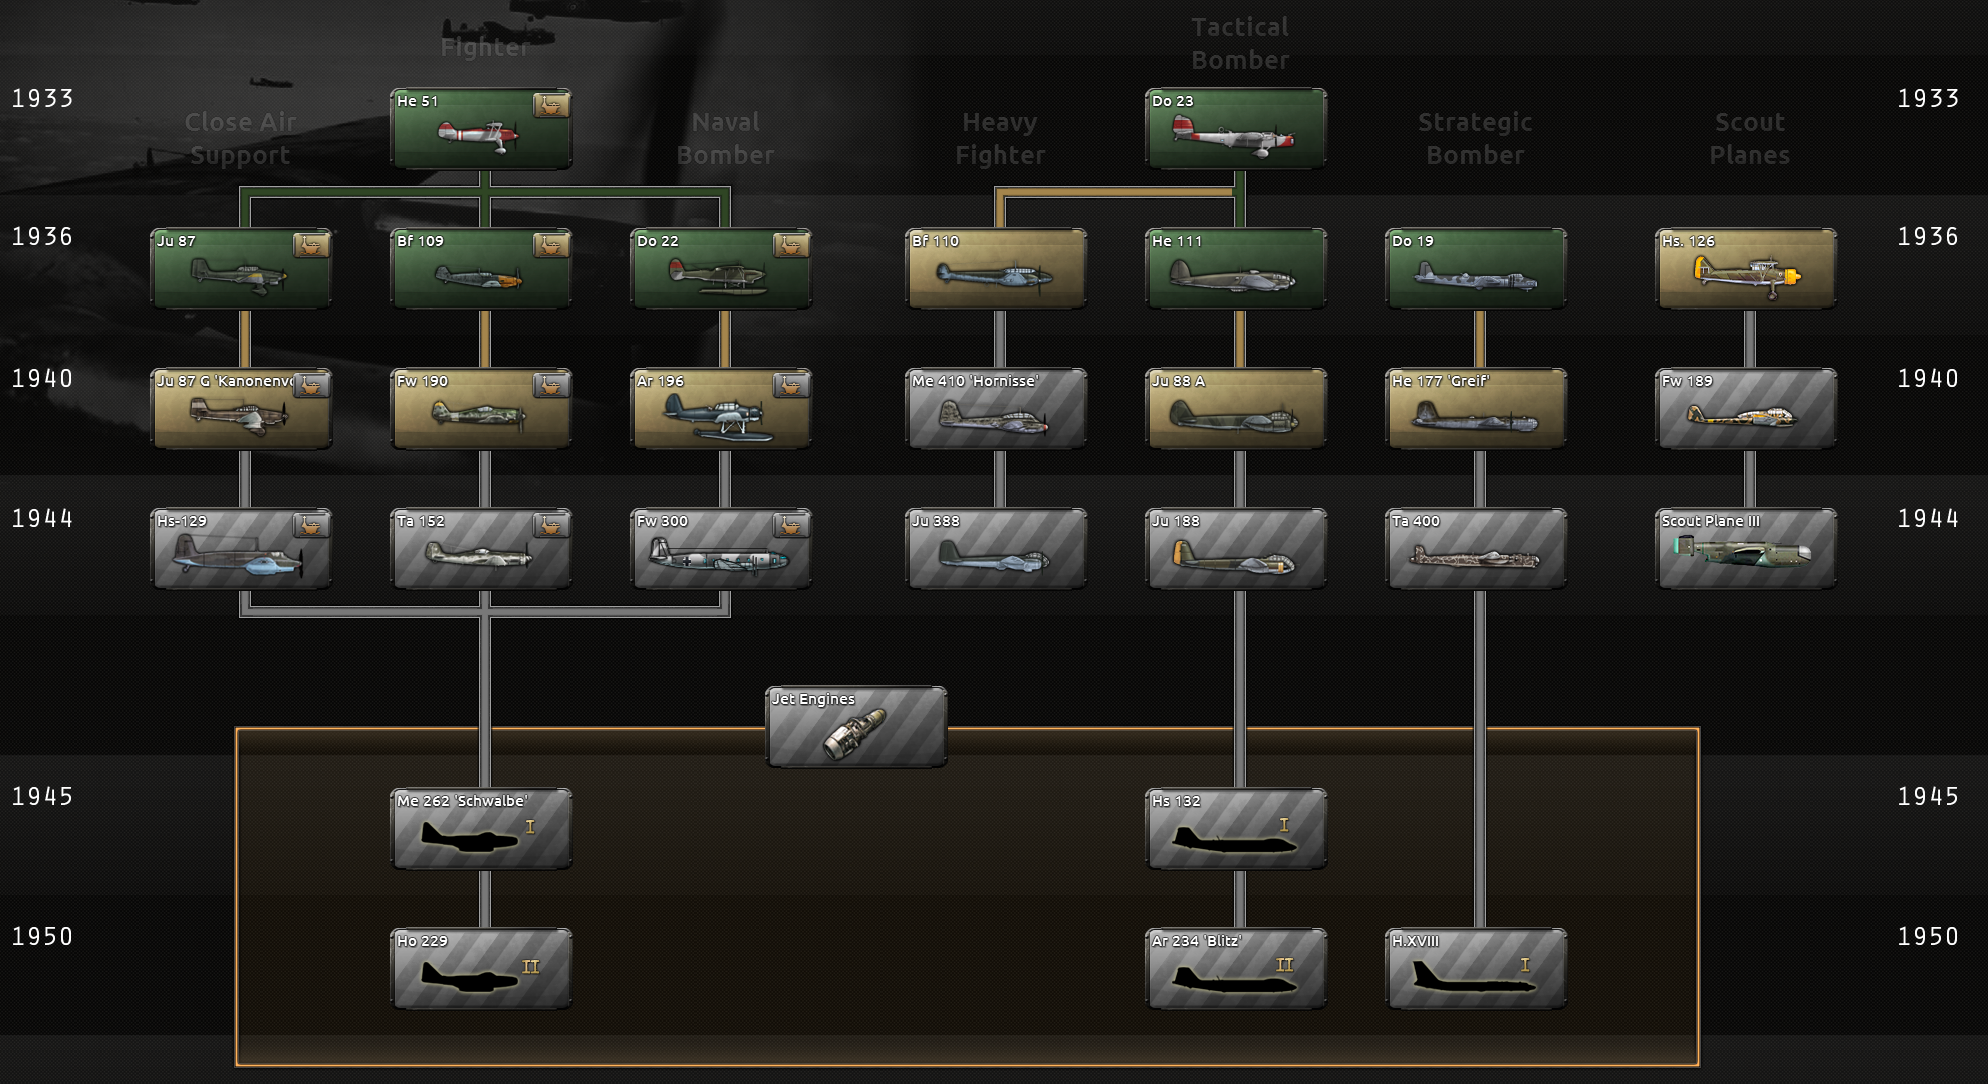 Tactical
Fighter
Bomber
1933
He 51
Do 23
1933
Close Air
Support
Naval
Bomber
Heavy
Fighter
Strategic
Bomber
Scout
Planes
1936
Ju 87
Bf 109
Do 22
Bf 110
He 111
Do 19
Hs. 126
1936
1940
Ju 87 G 'Kanonenvo
Fw 190
Ar 196
Me 410 'Hornisse'
Ju 88 A
He 177 'Greif'
Fw 189
1940
1944
Hs-129
Ta 152
Fw 300
Ju 388
Ju 188
Ta 400
Scout Plane III
1944
Jet Engines
1945
Me 262 'Schwalbe'
I
Hs 132
I
1945
1950
Ho 229
II
Ar 234 'Blitz'
II
H.XVIII
I
1950